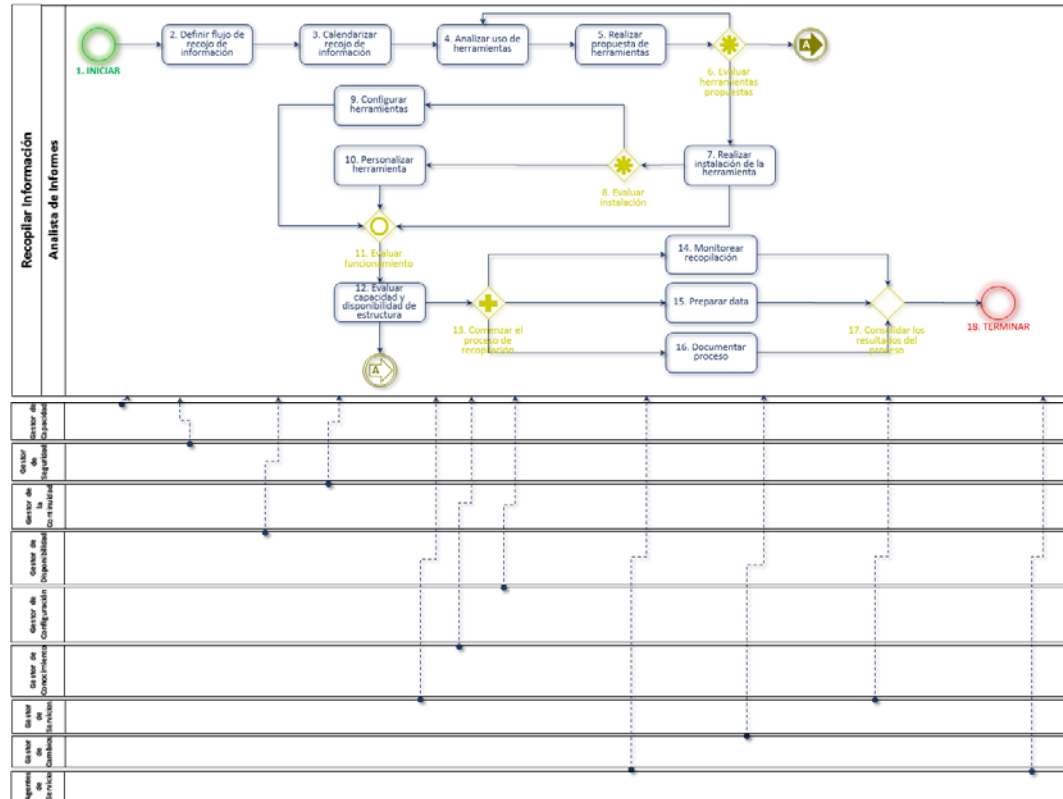 Recopilar Información
Analista de Informes
1. INICIAR
2. Definir flujo de
recojo de
información
3. Calendarizar
recojo de
información
4. Analizar uso de
herramientas
5. Realizar
propuesta de
herramientas
6. Evaluar
herramientas
propuestas
A
9. Configurar
herramientas
10. Personalizar
herramienta
8. Evaluar
instalación
7. Realizar
instalación de la
herramienta
11. Evaluar
funcionamiento
12. Evaluar
capacidad y
disponibilidad de
estructura
A
13. Comenzar el
proceso de
recopilación
14. Monitorear
recopilación
15. Preparar data
16. Documentar
proceso
17. Consolidar los
resultados del
proceso
18. TERMINAR
Gestor de
Capacidad
Gestor
de
Seguridad
Gestor de
la
Continuidad
Gestor de
Disponibilidad
Gestor de
Configuración
Gestor de
Conocimiento
Gestor
de
Servicios
Gestor
de
Cambios
Agentes
de
Servicio